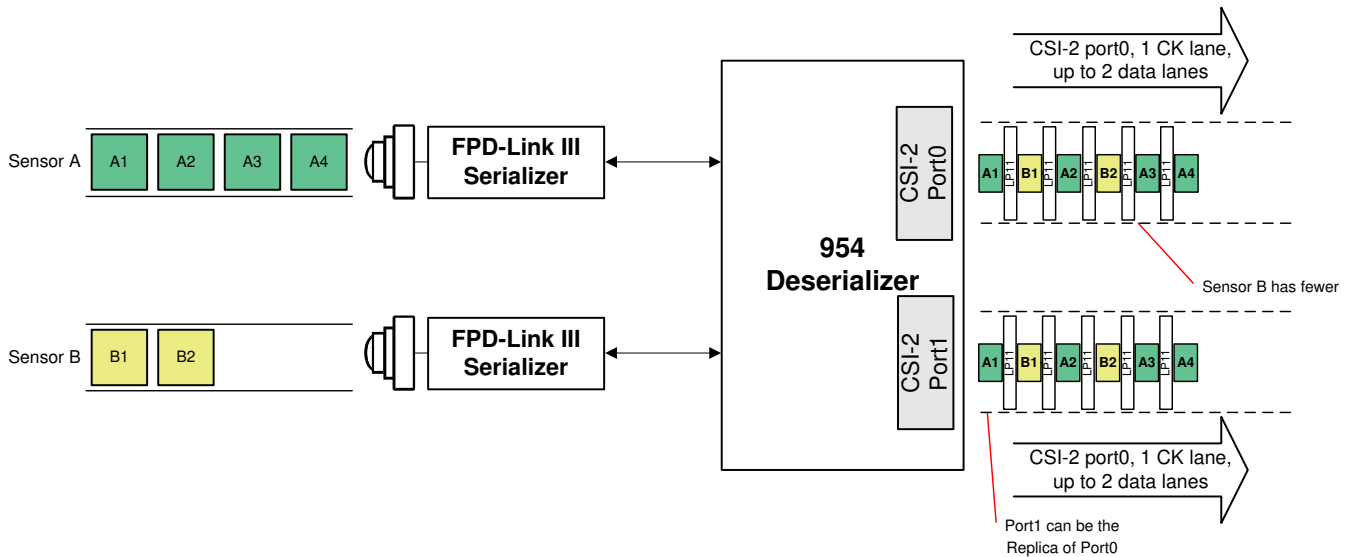 CSI-2 port0, 1 CK lane,
up to 2 data lanes
Sensor A
A1
A2
A3
A4
FPD-Link III
Serializer
CSI-2
Port0
A1
LP11
B1
LP11
A2
LP11
B2
LP11
A3
LP11
A4
954
Deserializer
Sensor B has fewer
Sensor B
B1
B2
FPD-Link III
Serializer
CSI-2
Port1
A1
LP11
B1
LP11
A2
LP11
B2
LP11
A3
LP11
A4
CSI-2 port0, 1 CK lane,
up to 2 data lanes
Port1 can be the
Replica of Port0